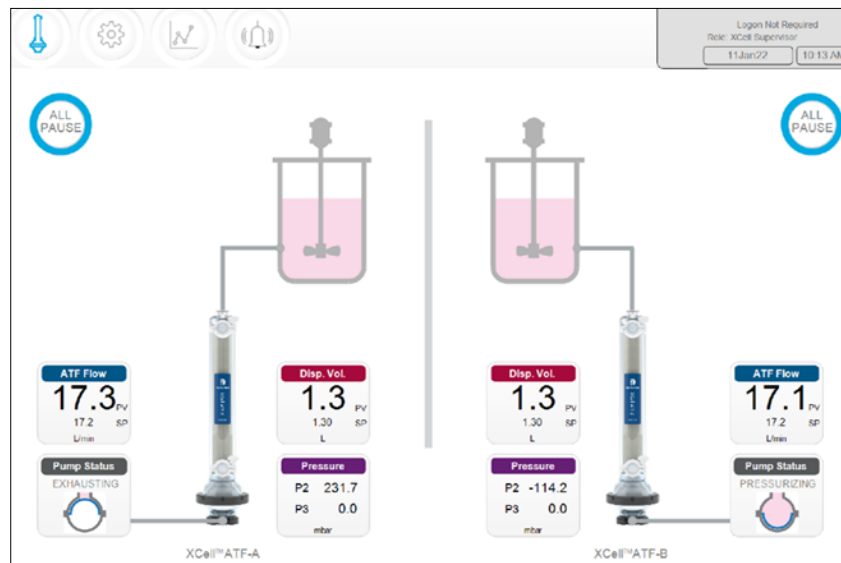 Logon Not Required
Role: XCell Supervisor
11Jan22 10:13 AM
ALL PAUSE
ALL PAUSE
ATF Flow
17.3 PV
17.2 SP
L/min
Disp. Vol.
1.3 PV
1.30 SP
L
Disp. Vol.
1.3 PV
1.30 SP
L
ATF Flow
17.1 PV
17.2 SP
L/min
Pump Status
EXHAUSTING
Pressure
P2 231.7
P3 0.0
mbar
Pressure
P2 -114.2
P3 0.0
mbar
Pump Status
PRESSURIZING
XCell™ATF-A
XCell™ATF-B